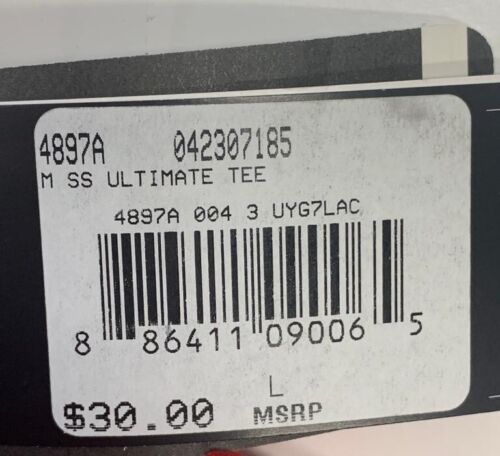 4897A 042307185
M SS ULTIMATE TEE
4897A 004 3 UYG7LAC
8 86411 09006 5
L
$30.00 MSRP